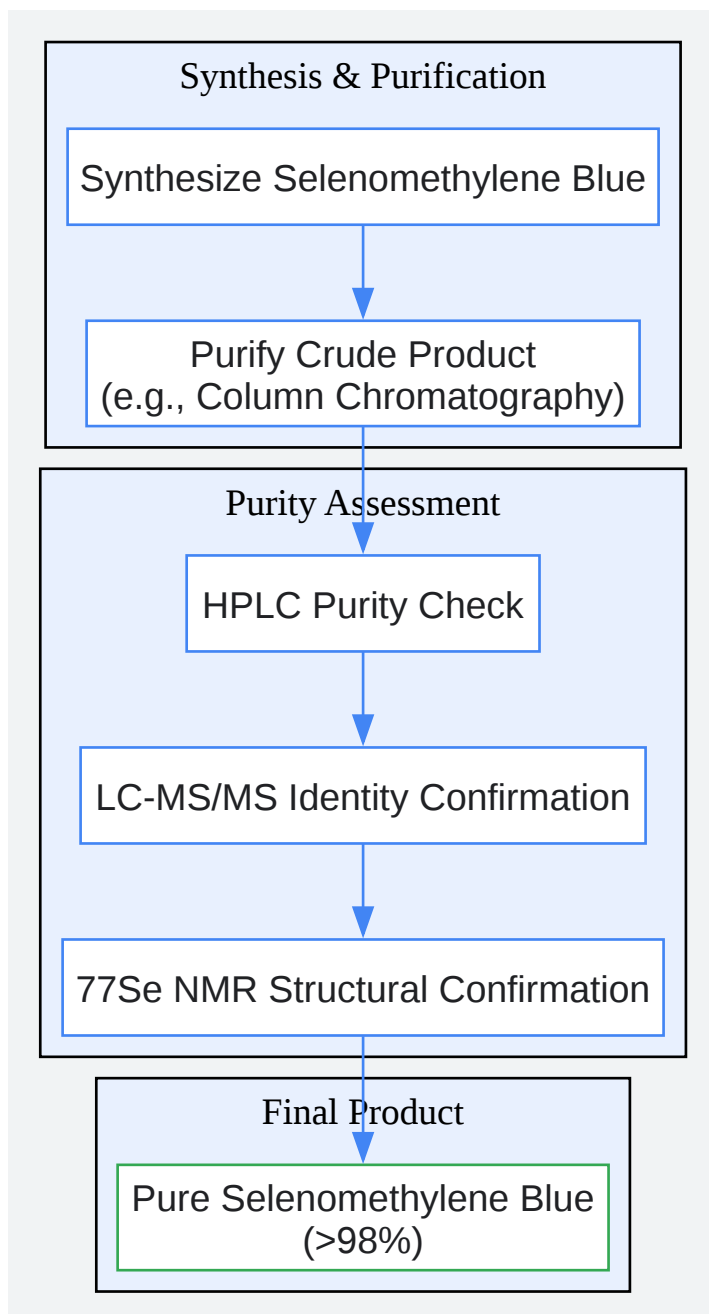 Synthesis & Purification
Synthesize Selenomethylene Blue
Purify Crude Product
(e.g., Column Chromatography)
Purity Assessment
HPLC Purity Check
LC-MS/MS Identity Confirmation
77Se NMR Structural Confirmation
Final Product
Pure Selenomethylene Blue
(>98%)